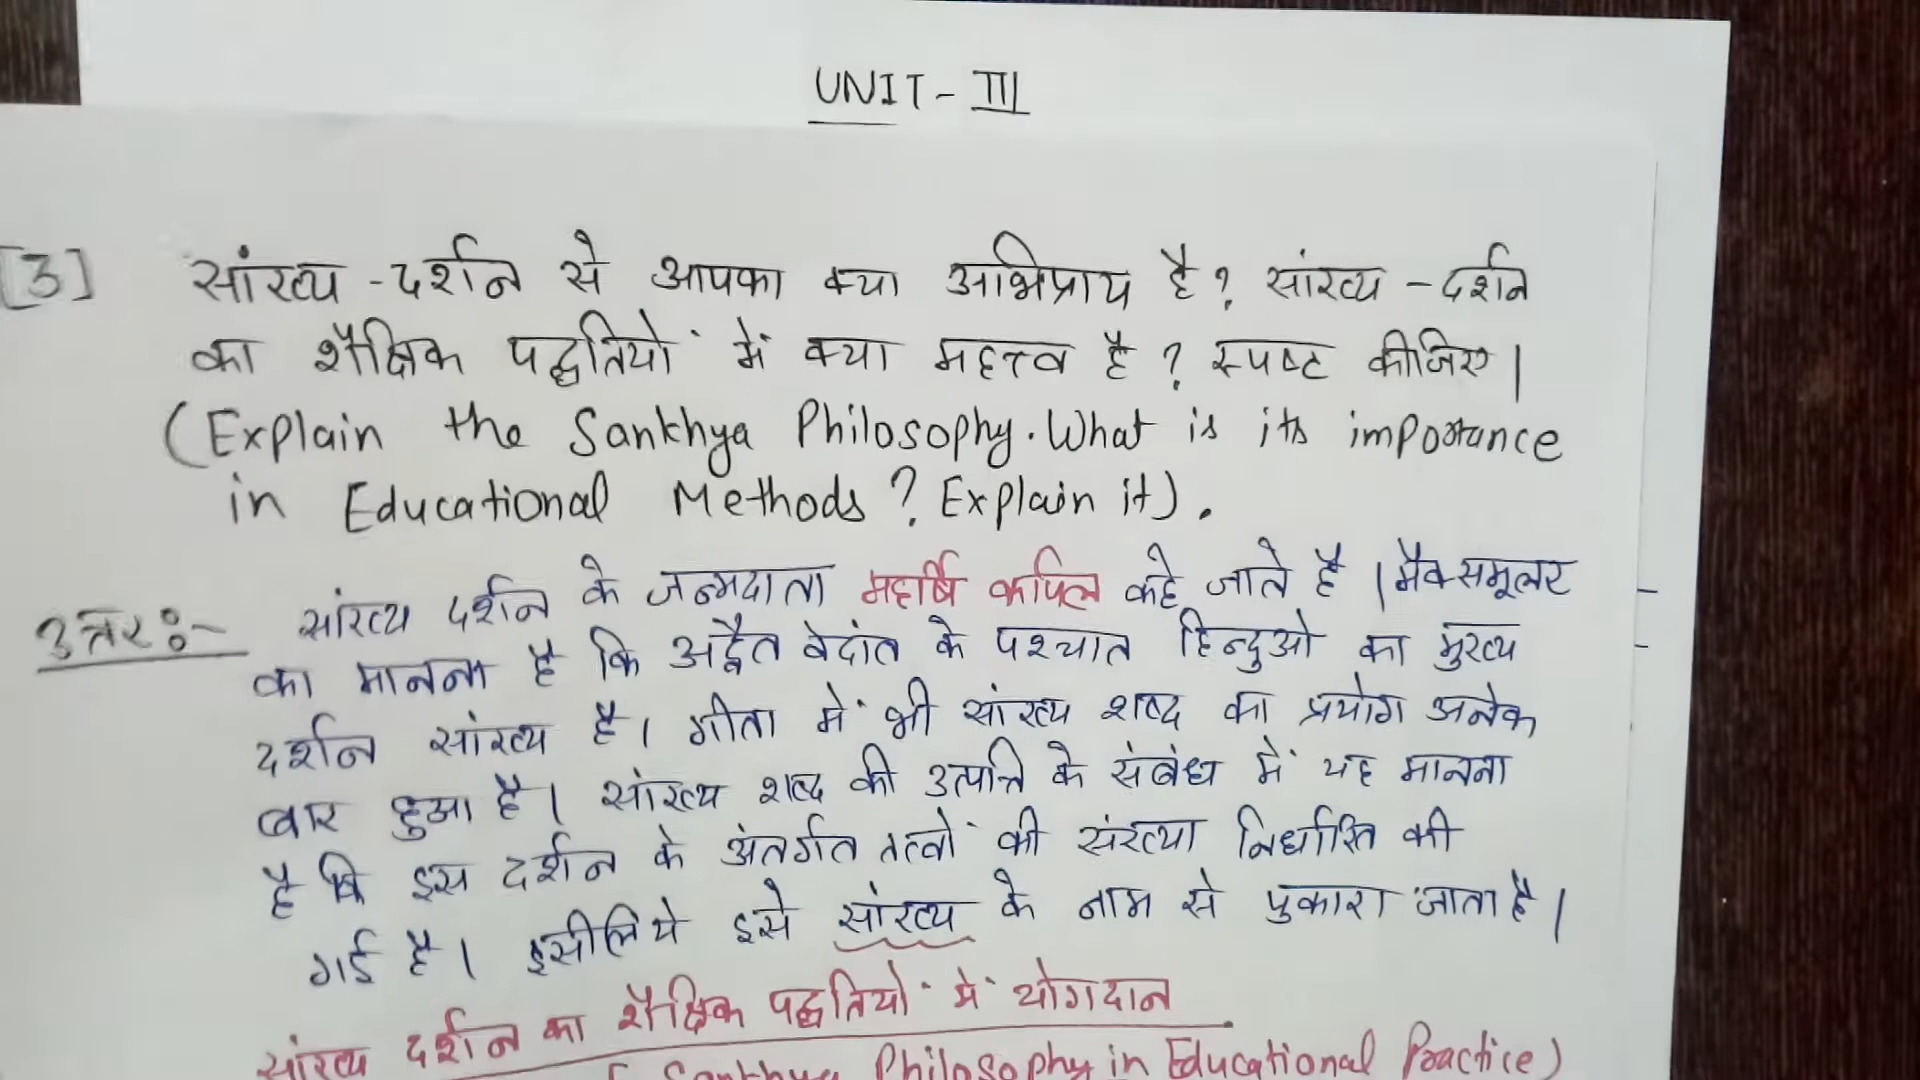 UNIT - III
[3] सांख्य - दर्शन से आपका क्या अभिप्राय है? सांख्य - दर्शन
का शैक्षिक पद्धतियों में क्या महत्त्व है? स्पष्ट कीजिए।
(Explain the Sankhya Philosophy. What is its importance
in Educational Methods? Explain it).
उत्तर:- सांख्य दर्शन के जन्मदाता महर्षि कपिल कहे जाते है। मैक्समूलर
का मानना है कि अद्वैत वेदांत के पश्चात हिन्दुओ का मुख्य
दर्शन सांख्य है। गीता में भी सांख्य शब्द का प्रयोग अनेक
बार हुआ है। सांख्य शब्द की उत्पत्ति के संबंध में यह मानना
है कि इस दर्शन के अंतर्गत तत्वों की संख्या निर्धारित की
गई है। इसीलिये इसे सांख्य के नाम से पुकारा जाता है।
सांख्य दर्शन का शैक्षिक पद्धतियों में योगदान
Sankhya Philosophy in Educational Practice)